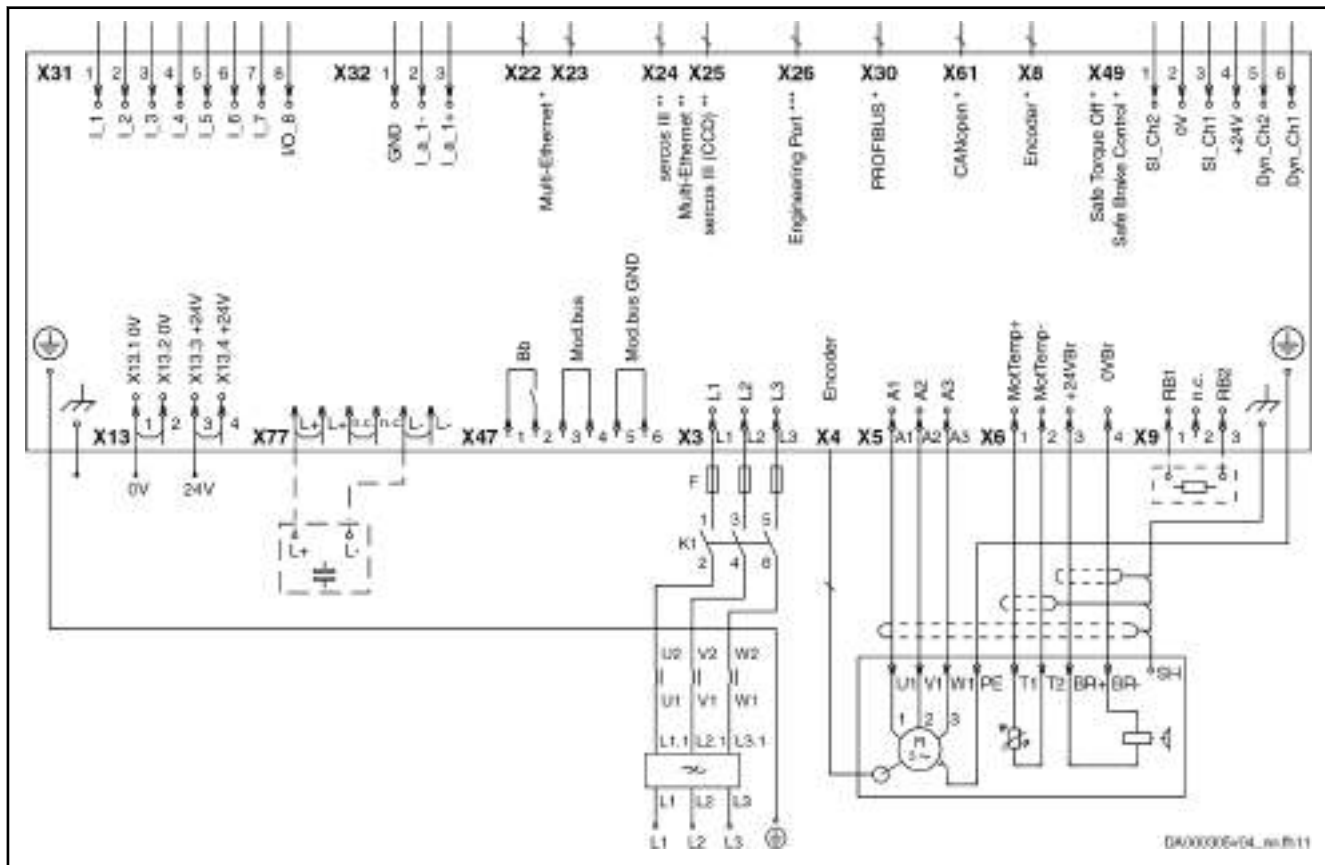 X31 1 2 3 4 5 6 7 8
X32 1 2 3
X22 X23
X24 X25
X26
X30
X61
X8
X49 1 2 3 4 5 6
I_1
I_2
I_3
I_4
I_5
I_6
I_7
I/O_8
GND
I_a_1-
I_a_1+
Multi-Ethernet *
sercos III **
Multi-Ethernet **
sercos III (CCD) **
Engineering Port ***
PROFIBUS *
CANopen *
Encoder *
Safe Torque Off *
Safe Brake Control *
SI_Ch2
0V
SI_Ch1
+24V
Dyn_Ch2
Dyn_Ch1
X13.1 0V
X13.2 0V
X13.3 +24V
X13.4 +24V
L+
L+
n.c.
n.c.
L-
L-
Bb
Mod.bus
Mod.bus GND
L1
L2
L3
Encoder
A1
A2
A3
MotTemp+
MotTemp-
+24VBr
0VBr
RB1
n.c.
RB2
X13 1 2 3 4
X77
X47 1 2 3 4 5 6
X3 L1 L2 L3
X4
X5 A1 A2 A3
X6 1 2 3 4
X9 1 2 3
0V 24V
F
1 3 5
K1
2 4 6
L+ L-
U2 V2 W2
U1 V1 W1
L1.1 L2.1 L3.1
L1 L2 L3
L1 L2 L3
SH
U1 V1 W1 PE T1 T2 BR+ BR-
1 2 3
M
3
DA000305v04_nn.fh11